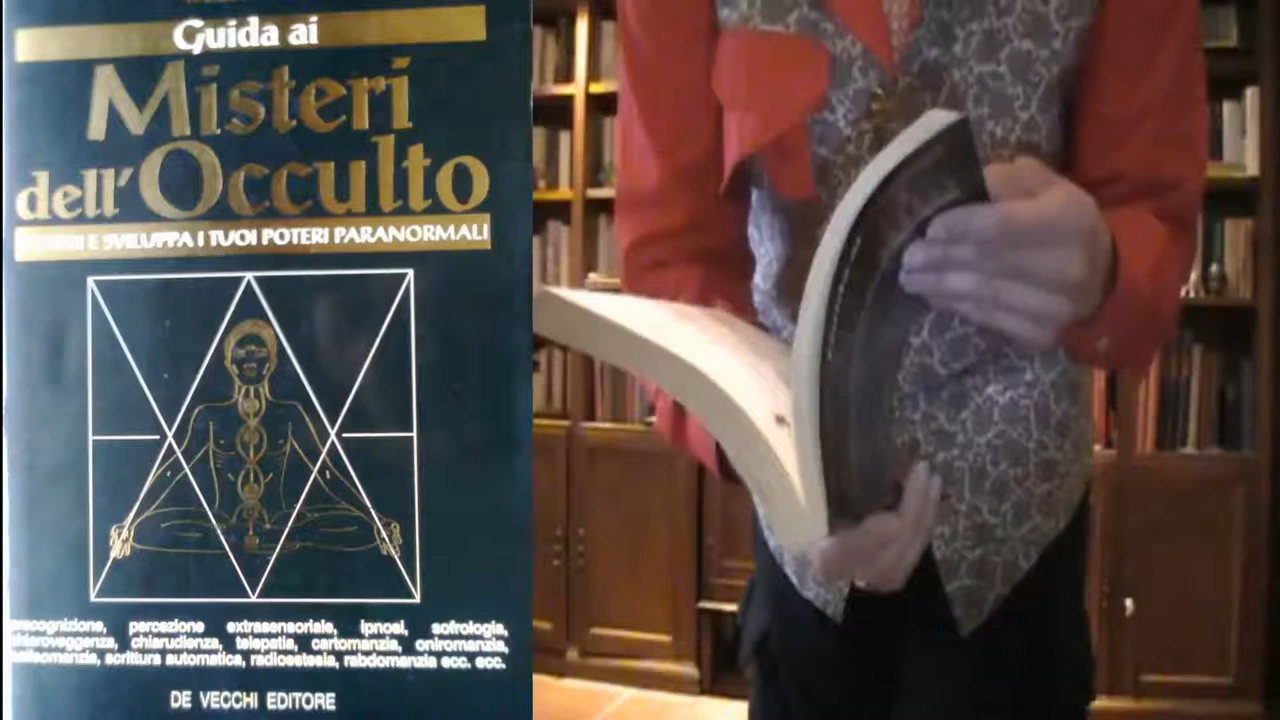 Guida ai
Misteri
dell'Occulto
E SVILUPPA I TUOI POTERI PARANORMALI
precognizione, percezione extrasensoriale, ipnosi, sofrologia,
chiaroveggenza, chiarudienza, telepatia, cartomanzia, oniromanzia,
scrittura automatica, radioestesia, rabdomanzia ecc. ecc.
DE VECCHI EDITORE